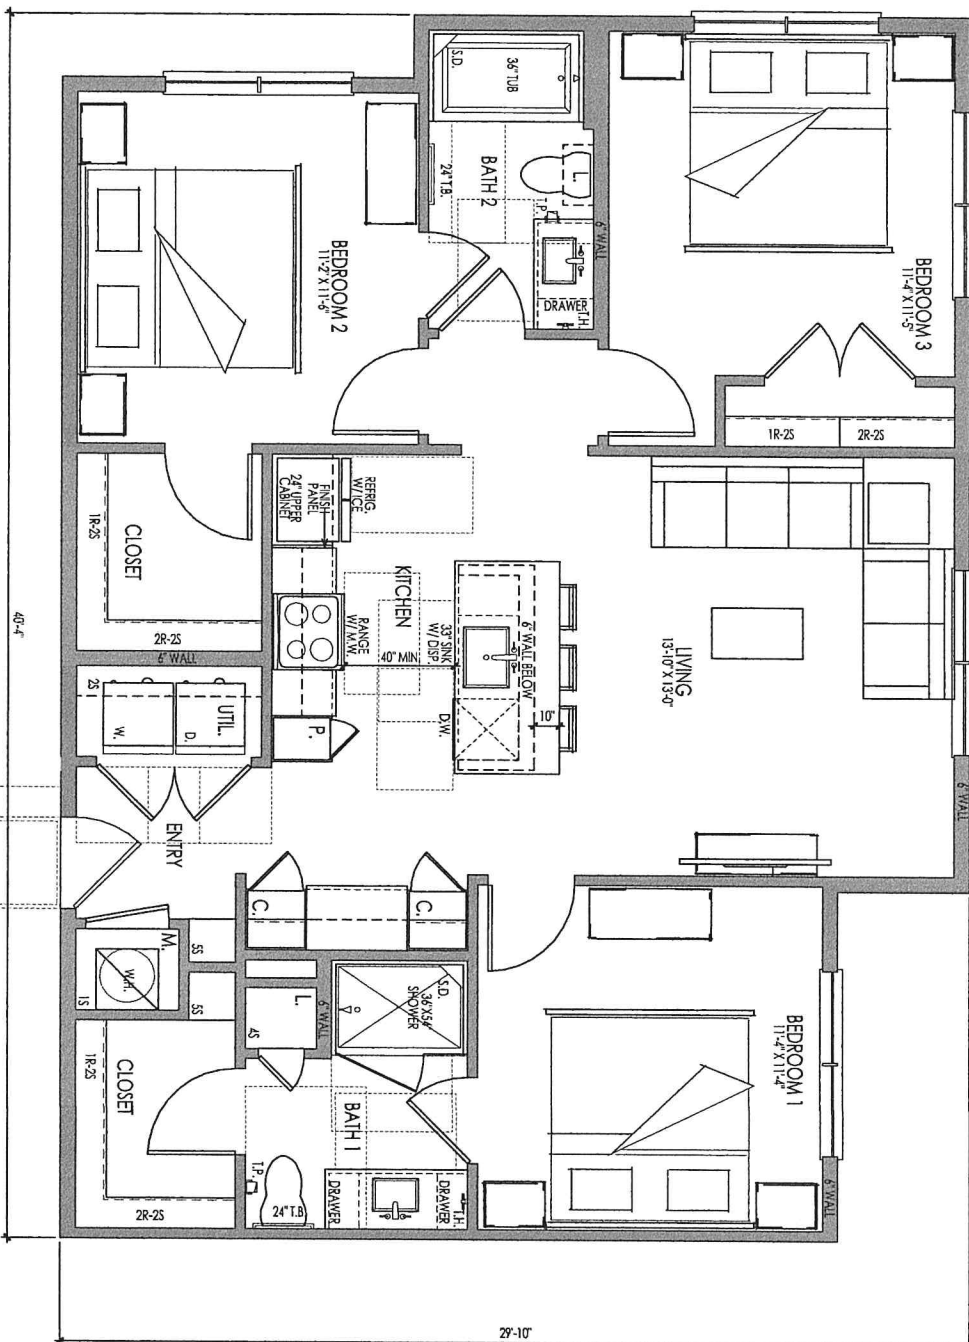 S.D.
36" TUB
BATH 2
24" T.B.
L.
T.P.
6" WALL
DRAWER
T.H.
BEDROOM 3
11'-4" X 11'-5"
1R-2S
2R-2S
BEDROOM 2
11'-2" X 11'-6"
CLOSET
1R-2S
2R-2S
6" WALL
REFRIG.
W/ ICE
FINISH
PANEL
24" UPPER
CABINET
KITCHEN
RANGE
W/ M.W.
40" MIN
33" SINK
W/ DISP.
6" WALL BELOW
D.W.
10"
P.
LIVING
13'-10" X 13'-0"
6" WALL
2S
UTIL.
W.
D.
ENTRY
C.
C.
M.
W.H.
1S
5S
5S
L.
4S
6" WALL
S.D.
36"X54"
SHOWER
CLOSET
1R-2S
2R-2S
BATH 1
T.P.
24" T.B
DRAWER
DRAWER
T.H.
BEDROOM 1
11'-4" X 11'-4"
6" WALL
40'-4"
29'-10"